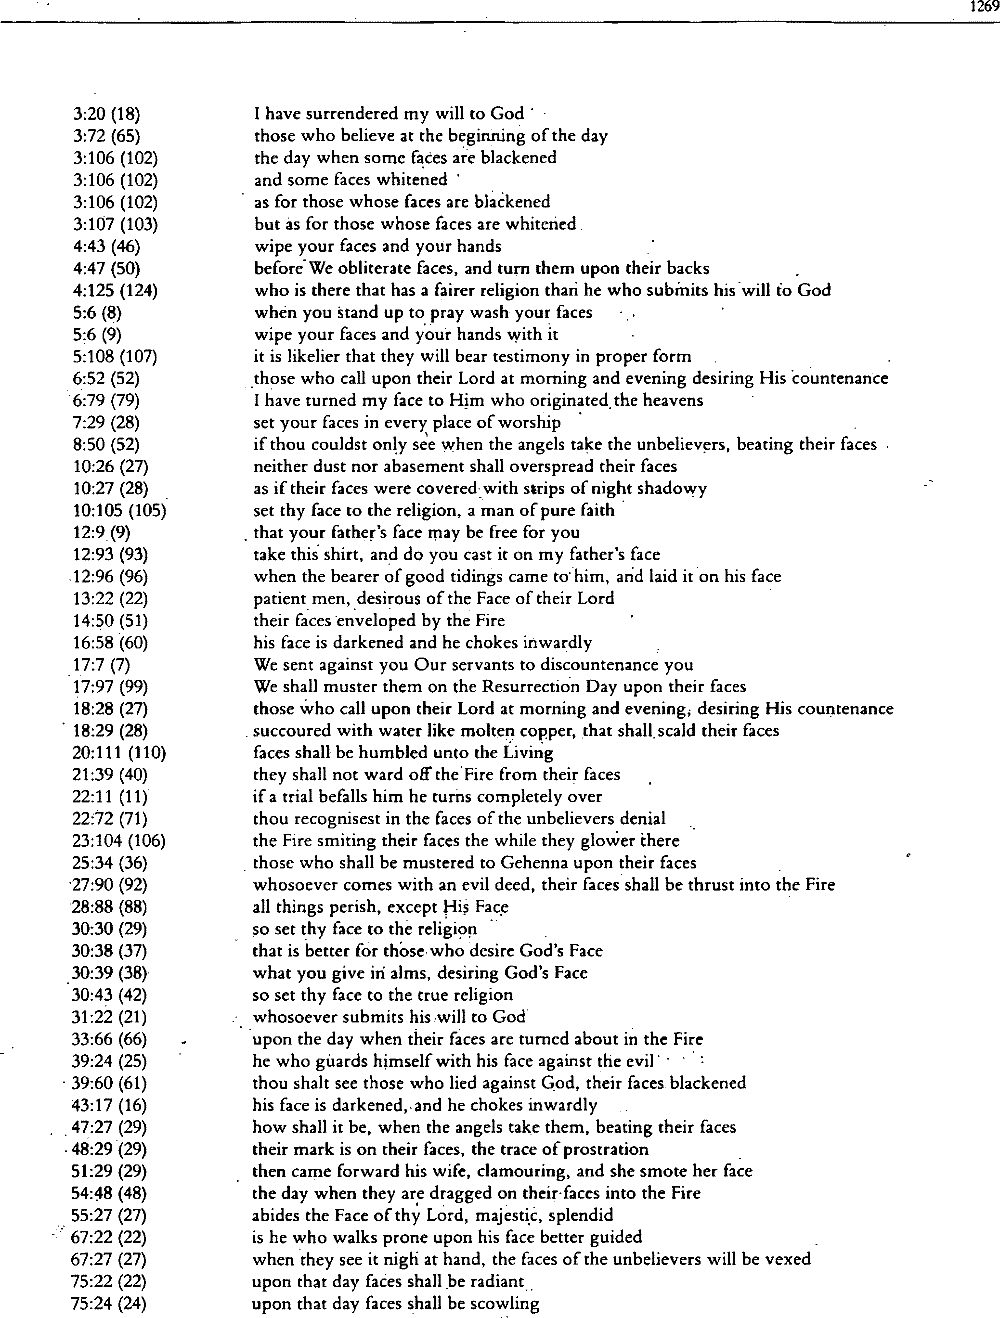 1269
3:20 (18) I have surrendered my will to God
3:72 (65) those who believe at the beginning of the day
3:106 (102) the day when some faces are blackened
3:106 (102) and some faces whitened
3:106 (102) as for those whose faces are blackened
3:107 (103) but as for those whose faces are whitened
4:43 (46) wipe your faces and your hands
4:47 (50) before We obliterate faces, and turn them upon their backs
4:125 (124) who is there that has a fairer religion than he who submits his will to God
5:6 (8) when you stand up to pray wash your faces
5:6 (9) wipe your faces and your hands with it
5:108 (107) it is likelier that they will bear testimony in proper form
6:52 (52) those who call upon their Lord at morning and evening desiring His countenance
6:79 (79) I have turned my face to Him who originated the heavens
7:29 (28) set your faces in every place of worship
8:50 (52) if thou couldst only see when the angels take the unbelievers, beating their faces
10:26 (27) neither dust nor abasement shall overspread their faces
10:27 (28) as if their faces were covered with strips of night shadowy
10:105 (105) set thy face to the religion, a man of pure faith
12:9 (9) that your father's face may be free for you
12:93 (93) take this shirt, and do you cast it on my father's face
12:96 (96) when the bearer of good tidings came to him, and laid it on his face
13:22 (22) patient men, desirous of the Face of their Lord
14:50 (51) their faces enveloped by the Fire
16:58 (60) his face is darkened and he chokes inwardly
17:7 (7) We sent against you Our servants to discountenance you
17:97 (99) We shall muster them on the Resurrection Day upon their faces
18:28 (27) those who call upon their Lord at morning and evening, desiring His countenance
18:29 (28) succoured with water like molten copper, that shall scald their faces
20:111 (110) faces shall be humbled unto the Living
21:39 (40) they shall not ward off the Fire from their faces
22:11 (11) if a trial befalls him he turns completely over
22:72 (71) thou recognisest in the faces of the unbelievers denial
23:104 (106) the Fire smiting their faces the while they glower there
25:34 (36) those who shall be mustered to Gehenna upon their faces
27:90 (92) whosoever comes with an evil deed, their faces shall be thrust into the Fire
28:88 (88) all things perish, except His Face
30:30 (29) so set thy face to the religion
30:38 (37) that is better for those who desire God's Face
30:39 (38) what you give in alms, desiring God's Face
30:43 (42) so set thy face to the true religion
31:22 (21) whosoever submits his will to God
33:66 (66) upon the day when their faces are turned about in the Fire
39:24 (25) he who guards himself with his face against the evil
39:60 (61) thou shalt see those who lied against God, their faces blackened
43:17 (16) his face is darkened, and he chokes inwardly
47:27 (29) how shall it be, when the angels take them, beating their faces
48:29 (29) their mark is on their faces, the trace of prostration
51:29 (29) then came forward his wife, clamouring, and she smote her face
54:48 (48) the day when they are dragged on their faces into the Fire
55:27 (27) abides the Face of thy Lord, majestic, splendid
67:22 (22) is he who walks prone upon his face better guided
67:27 (27) when they see it nigh at hand, the faces of the unbelievers will be vexed
75:22 (22) upon that day faces shall be radiant
75:24 (24) upon that day faces shall be scowling